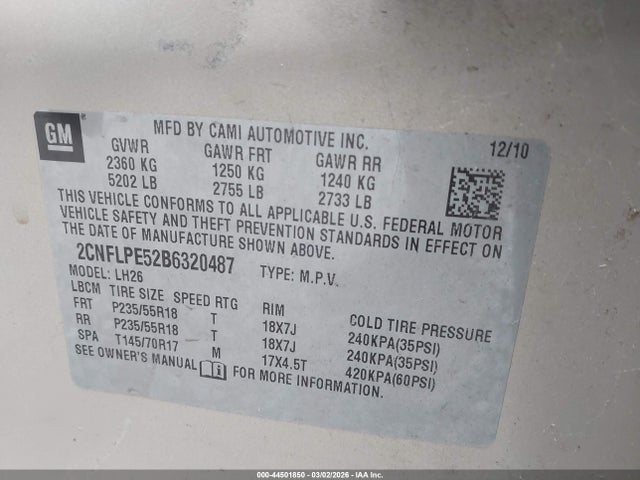 GM
MFD BY CAMI AUTOMOTIVE INC. 12/10
GVWR GAWR FRT GAWR RR
2360 KG 1250 KG 1240 KG
5202 LB 2755 LB 2733 LB
THIS VEHICLE CONFORMS TO ALL APPLICABLE U.S. FEDERAL MOTOR
VEHICLE SAFETY AND THEFT PREVENTION STANDARDS IN EFFECT ON
THE DATE OF MANUFACTURE SHOWN ABOVE.
2CNFLPE52B6320487 TYPE: M.P.V.
MODEL: LH26
LBCM TIRE SIZE SPEED RTG RIM COLD TIRE PRESSURE
FRT P235/55R18 T 18X7J 240KPA(35PSI)
RR P235/55R18 T 18X7J 240KPA(35PSI)
SPA T145/70R17 M 17X4.5T 420KPA(60PSI)
SEE OWNER'S MANUAL FOR MORE INFORMATION.
000-44501850 - 03/02/2026 - IAA Inc.